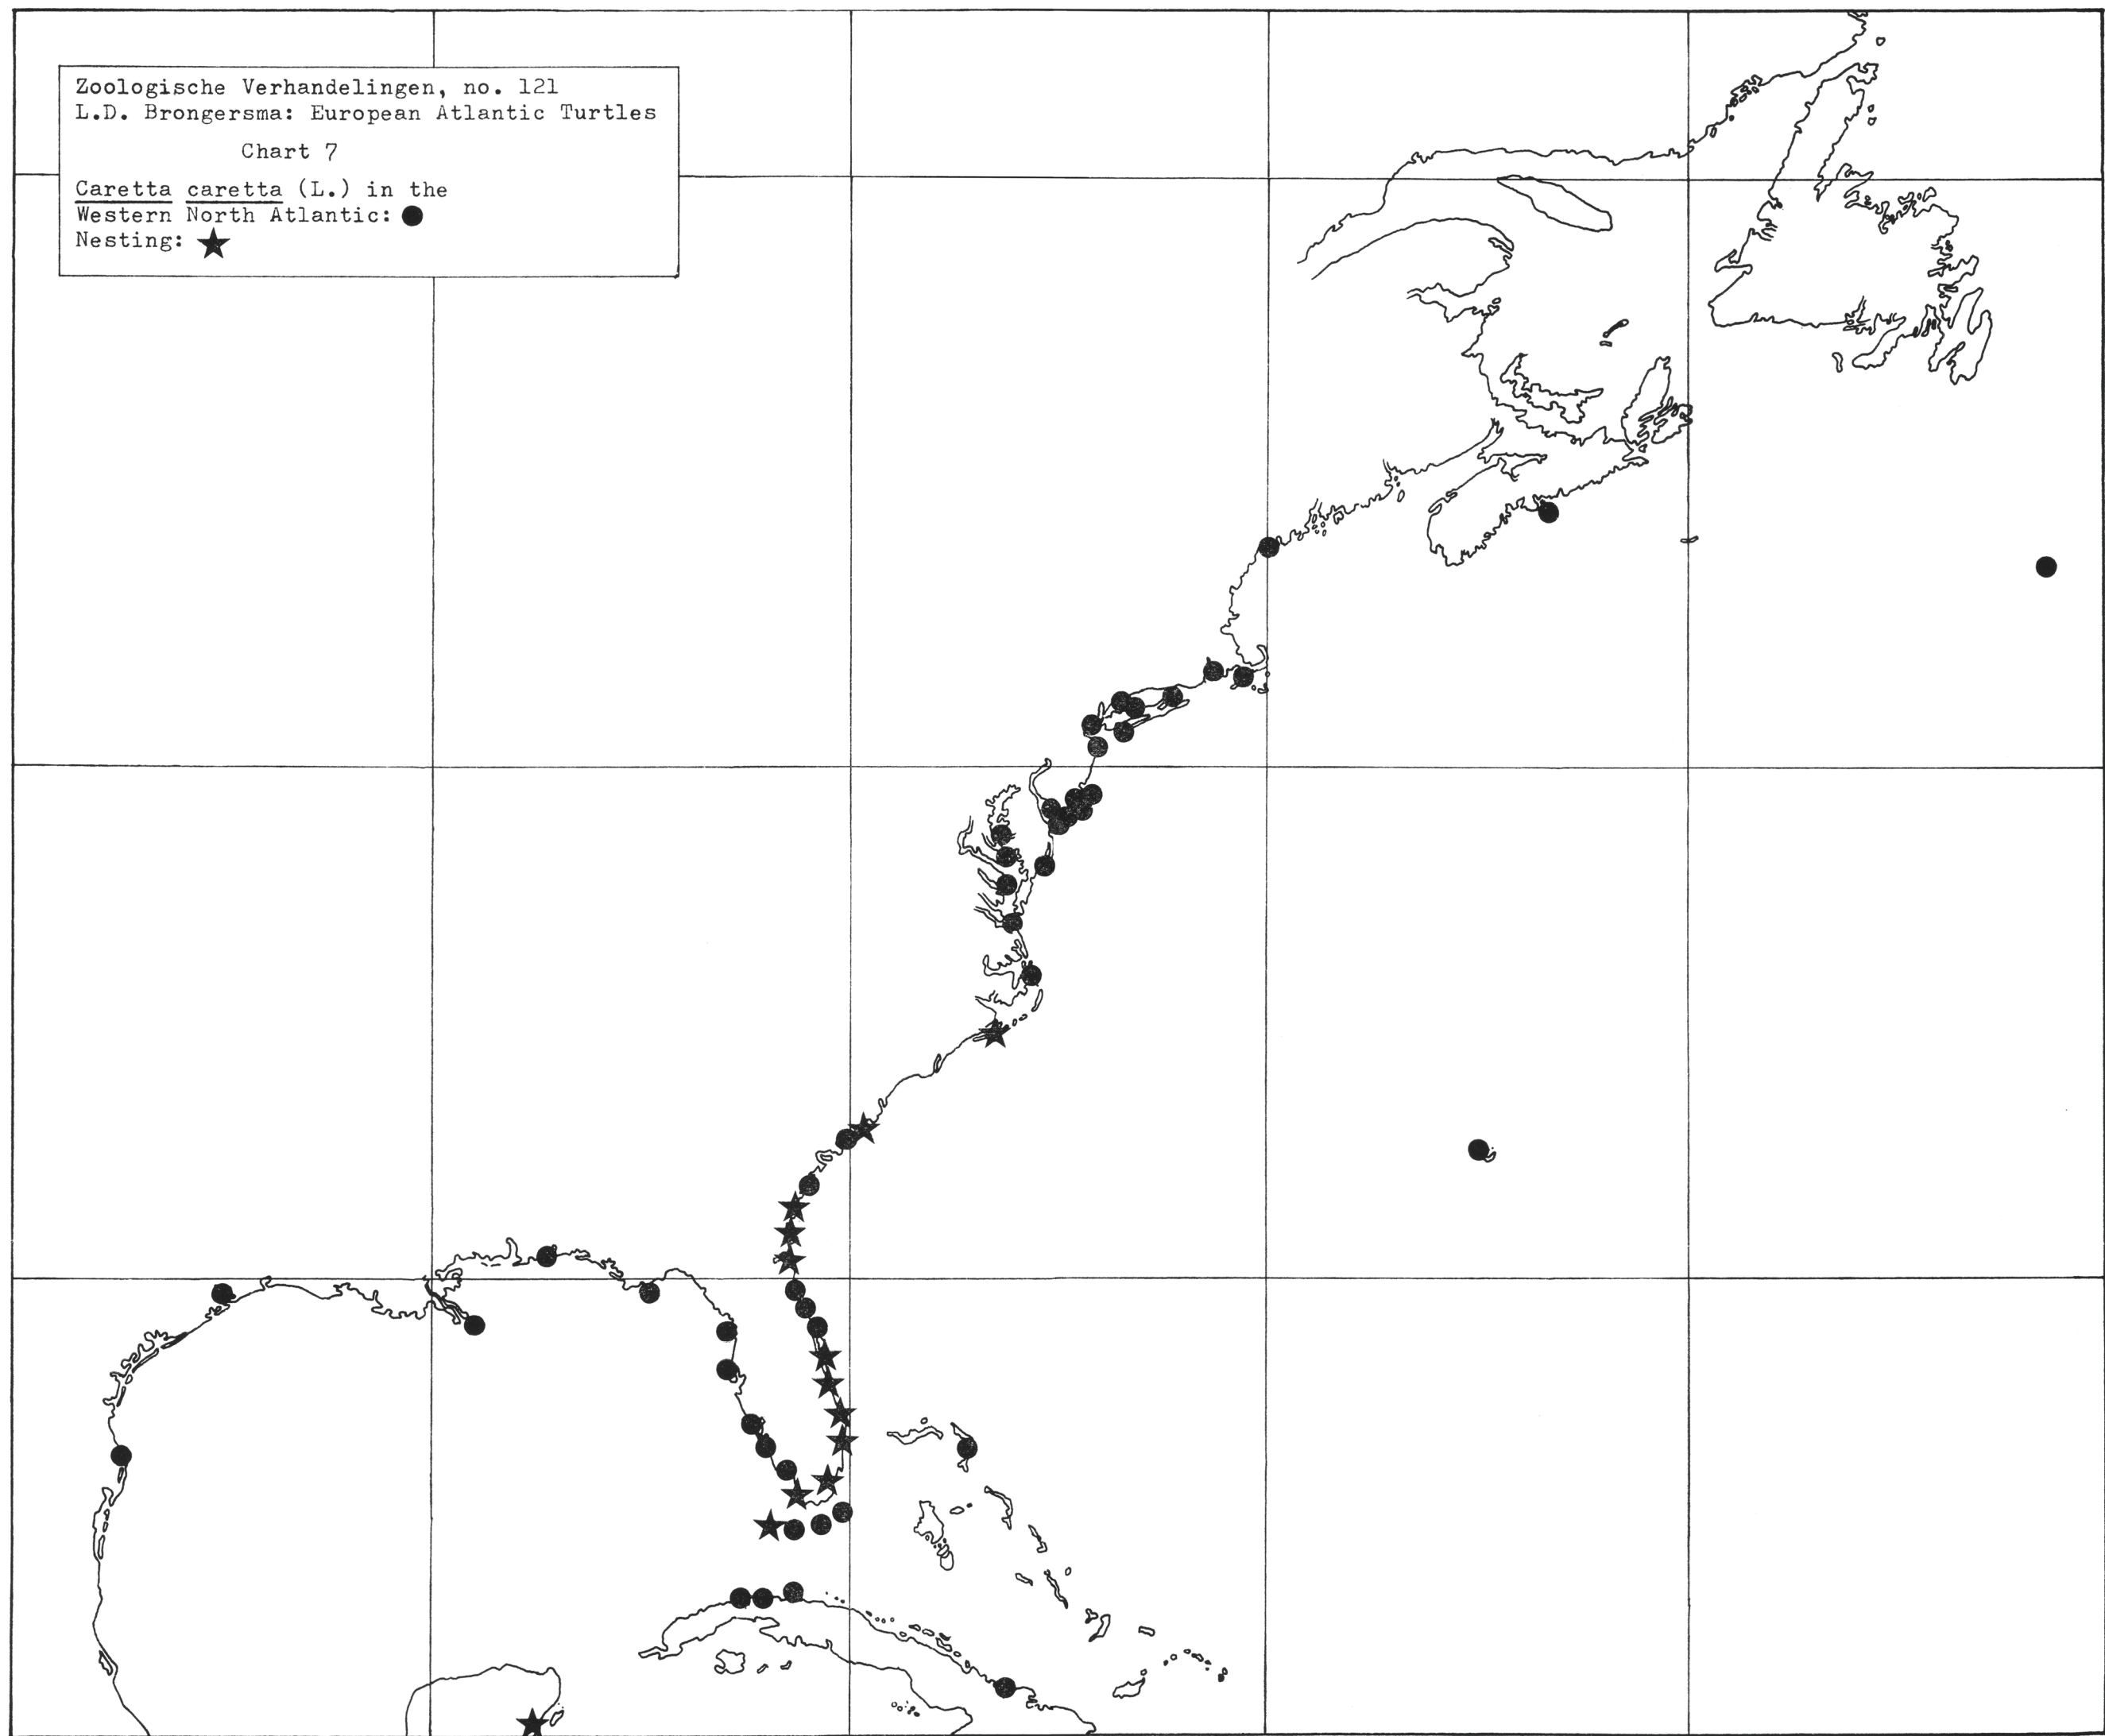 Zoologische Verhandelingen, no. 121
L.D. Brongersma: European Atlantic Turtles
Chart 7
Caretta caretta (L.) in the
Western North Atlantic:
Nesting: